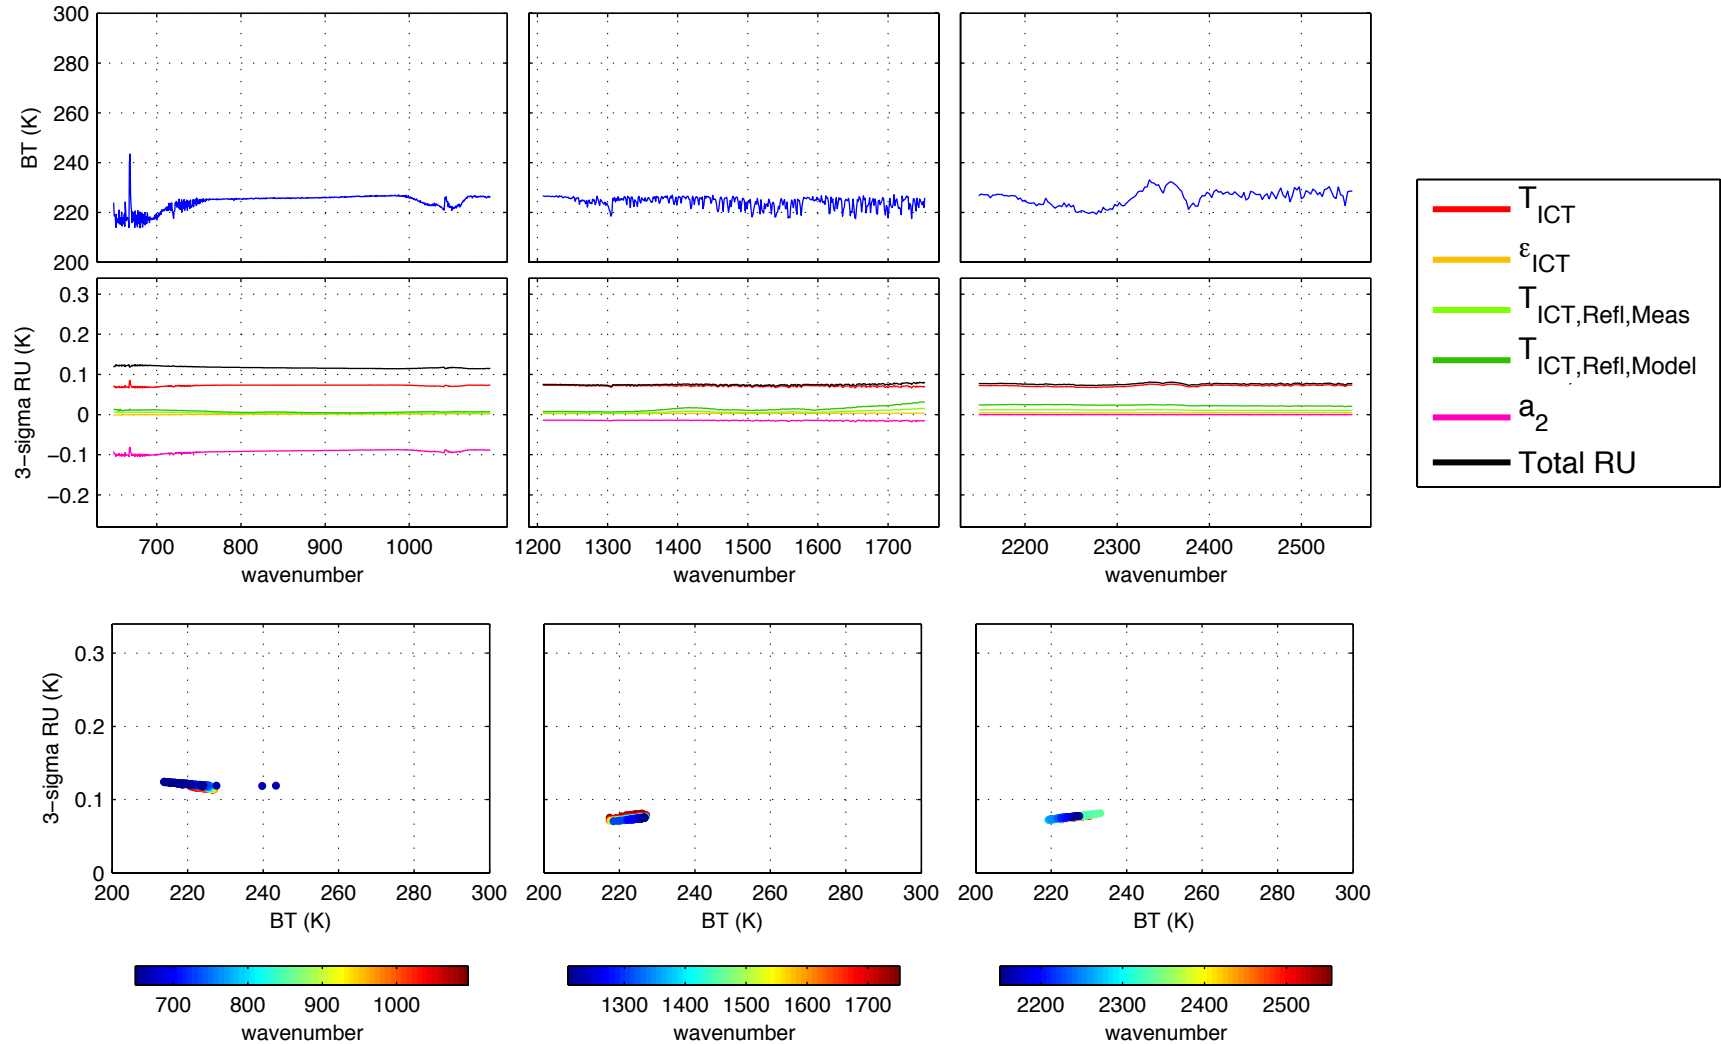 300
280
260
240
220
200
BT (K)
0.3
0.2
0.1
0
−0.1
−0.2
3−sigma RU (K)
700 800 900 1000
wavenumber
1200 1300 1400 1500 1600 1700
wavenumber
2200 2300 2400 2500
wavenumber
T_ICT
ε_ICT
T_ICT,Refl,Meas
T_ICT,Refl,Model
a_2
Total RU
0.3
0.2
0.1
0
3−sigma RU (K)
200 220 240 260 280 300
BT (K)
200 220 240 260 280 300
BT (K)
200 220 240 260 280 300
BT (K)
700 800 900 1000
wavenumber
1300 1400 1500 1600 1700
wavenumber
2200 2300 2400 2500
wavenumber